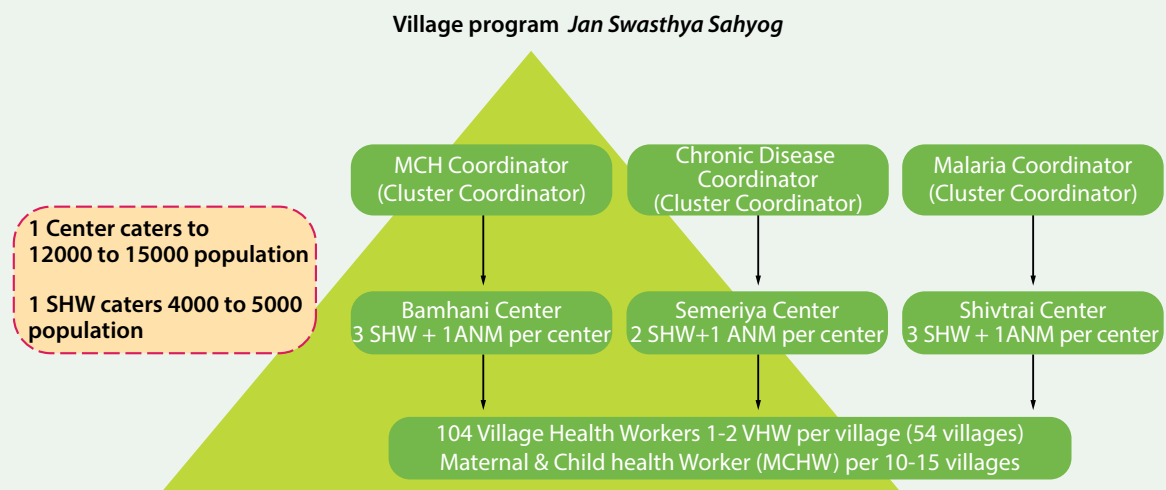 Village program Jan Swasthya Sahyog
MCH Coordinator
(Cluster Coordinator)
Chronic Disease
Coordinator
(Cluster Coordinator)
Malaria Coordinator
(Cluster Coordinator)
1 Center caters to
12000 to 15000 population
1 SHW caters 4000 to 5000
population
Bamhani Center
3 SHW + 1ANM per center
Semeriya Center
2 SHW+1 ANM per center
Shivtrai Center
3 SHW + 1ANM per center
104 Village Health Workers 1-2 VHW per village (54 villages)
Maternal & Child health Worker (MCHW) per 10-15 villages